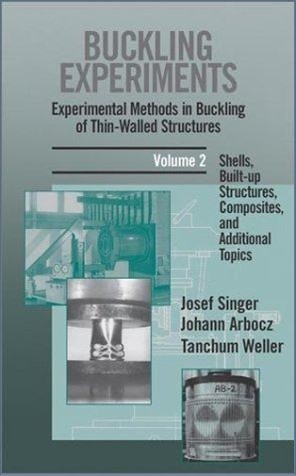 BUCKLING
EXPERIMENTS
Experimental Methods in Buckling
of Thin-Walled Structures
Volume 2
Shells,
Built-up
Structures,
Composites,
and
Additional
Topics
Josef Singer
Johann Arbocz
Tanchum Weller
AB-2